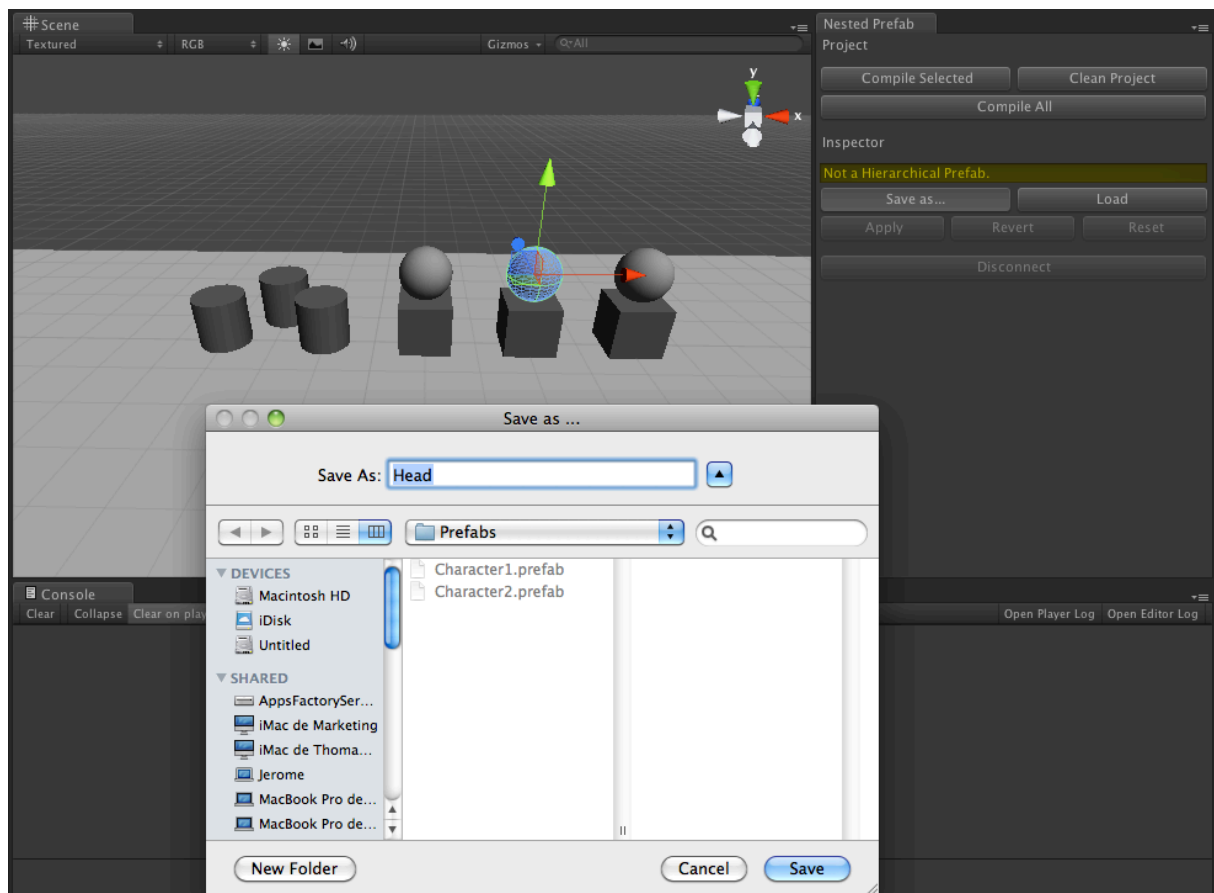 Scene
Textured RGB Gizmos All
y
x
Nested Prefab
Project
Compile Selected Clean Project
Compile All
Inspector
Not a Hierarchical Prefab.
Save as... Load
Apply Revert Reset
Disconnect
Save as ...
Save As: Head
Prefabs
DEVICES
Macintosh HD
iDisk
Untitled
SHARED
AppsFactorySer...
iMac de Marketing
iMac de Thoma...
Jerome
MacBook Pro de...
MacBook Pro de...
Character1.prefab
Character2.prefab
New Folder Cancel Save
Console
Clear Collapse Clear on play
Open Player Log Open Editor Log